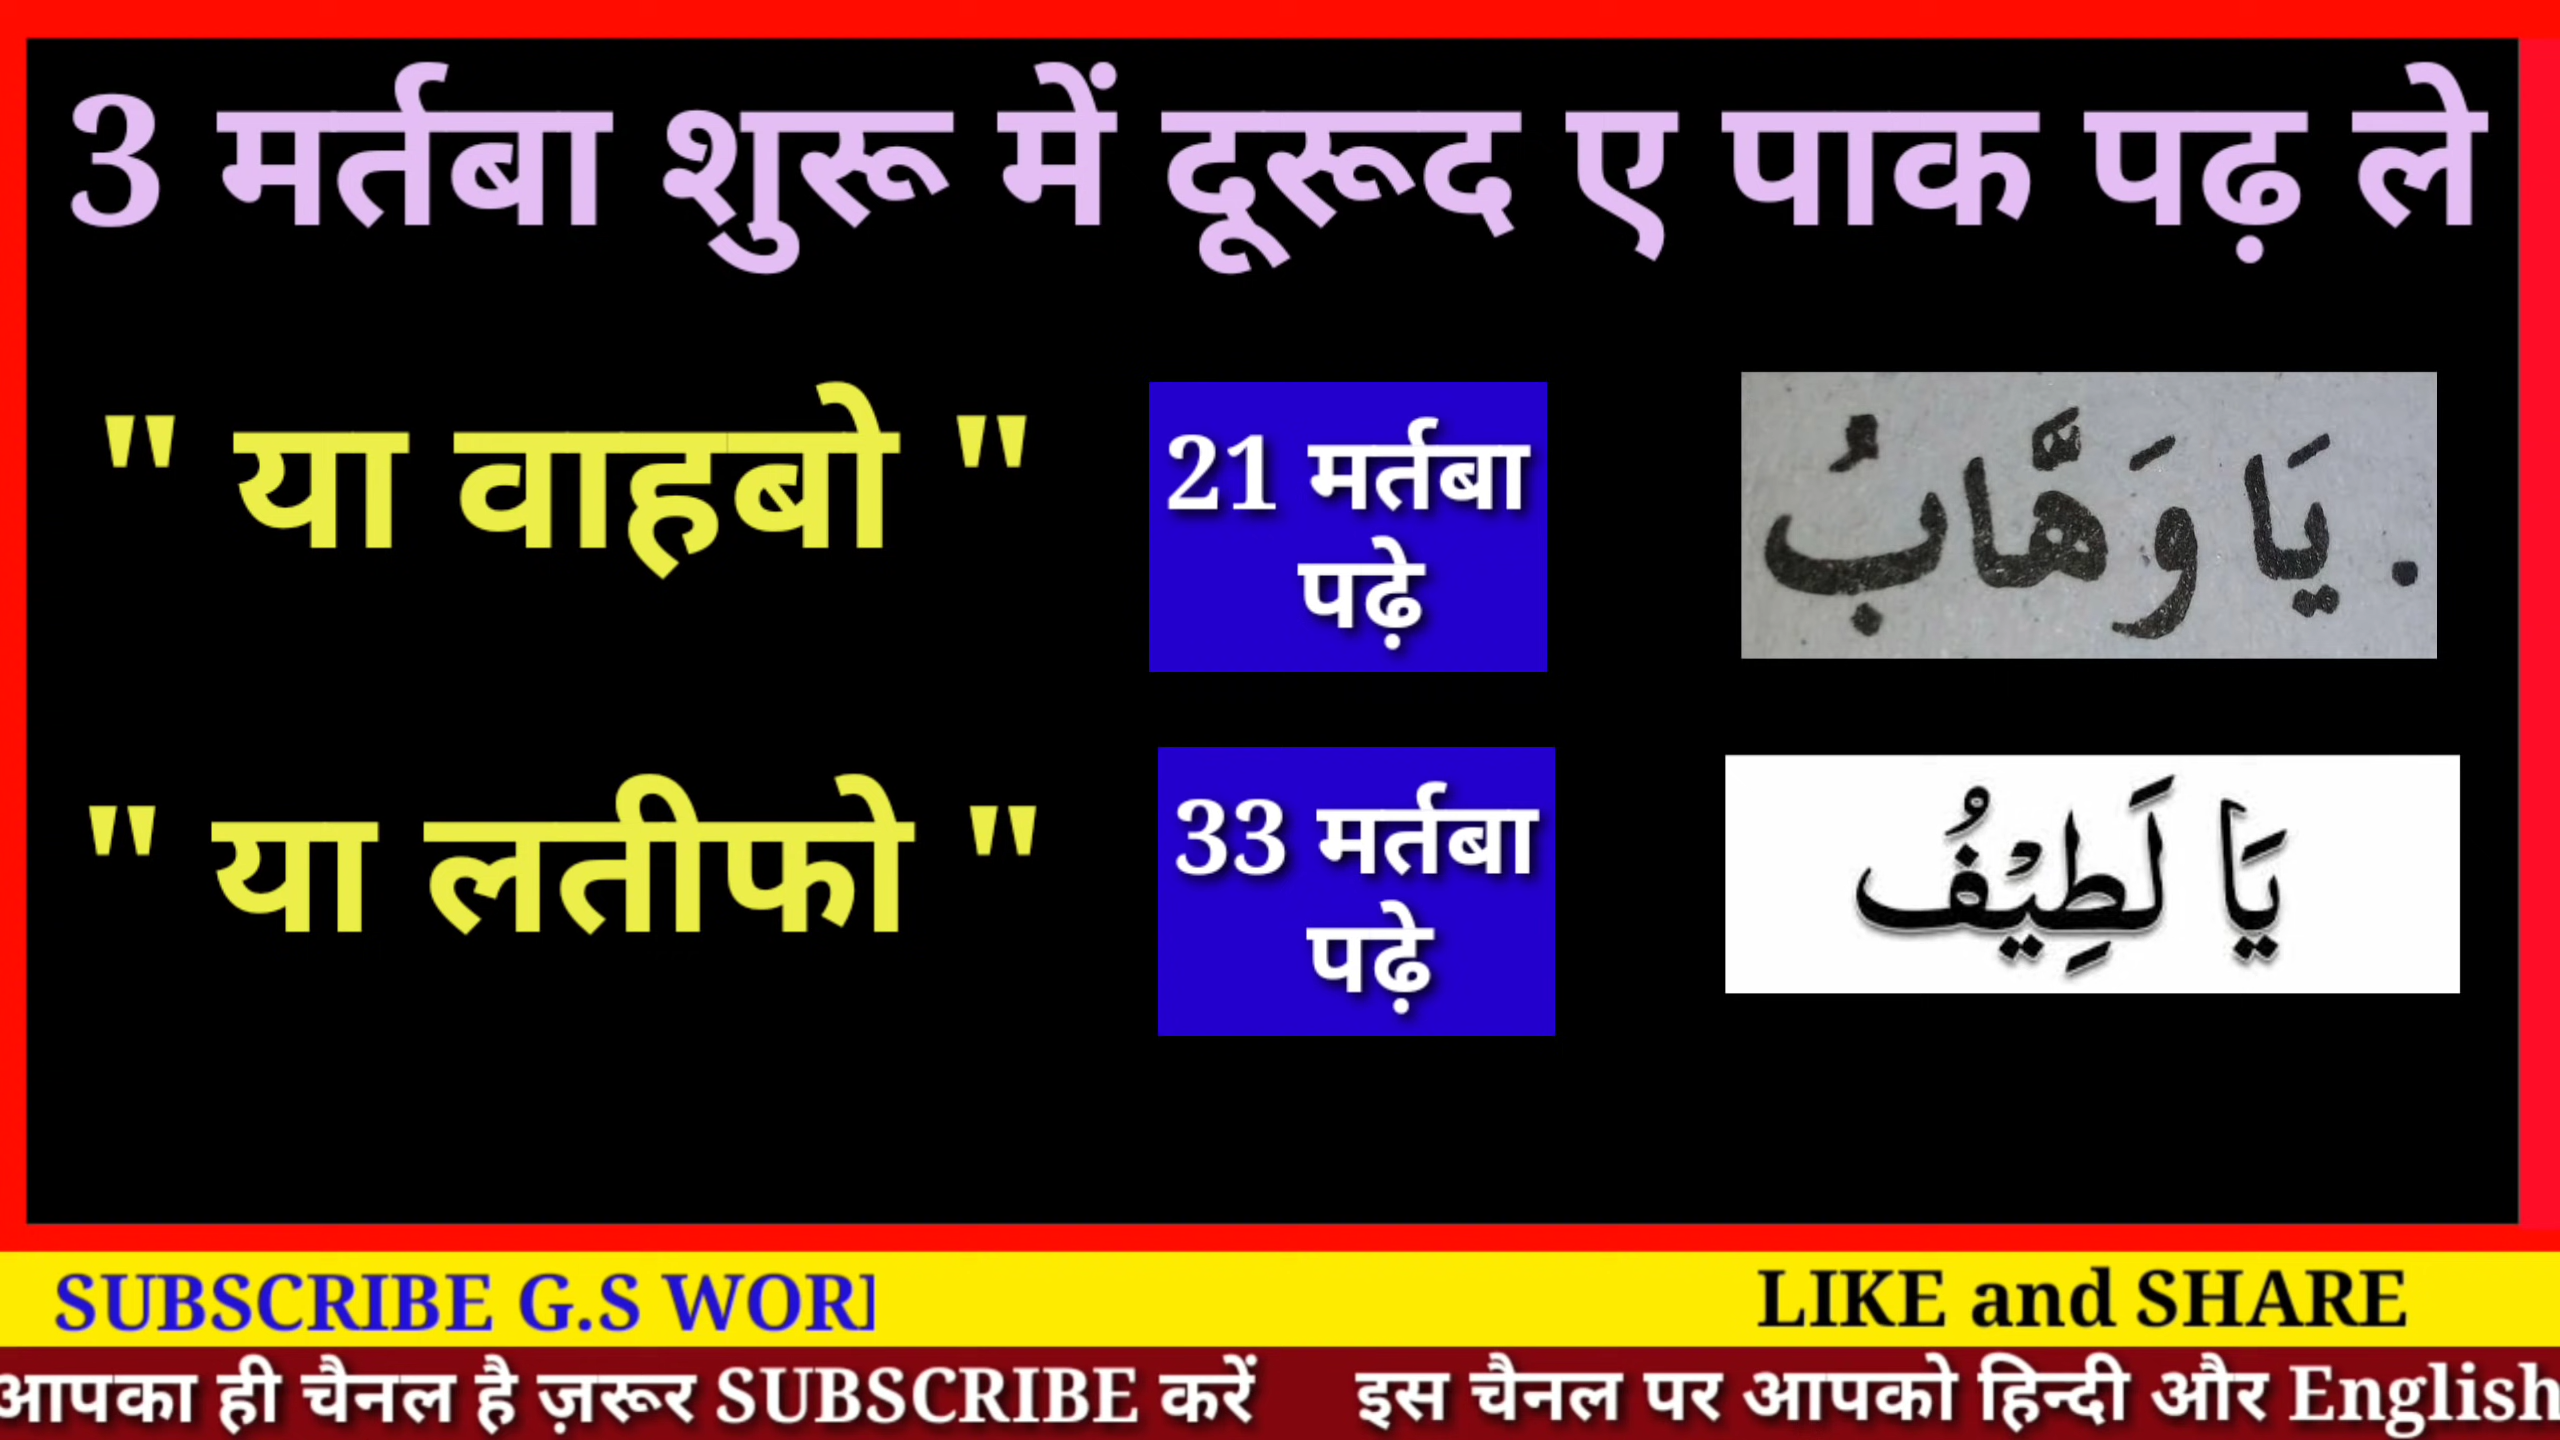 3 मर्तबा शुरू में दूरूद ए पाक पढ़ ले
" या वाहबो "
21 मर्तबा
पढ़े
يَا وَهَّابُ
" या लतीफो "
33 मर्तबा
पढ़े
يَا لَطِيْفُ
SUBSCRIBE G.S WORL
LIKE and SHARE
आपका ही चैनल है ज़रूर SUBSCRIBE करें
इस चैनल पर आपको हिन्दी और English